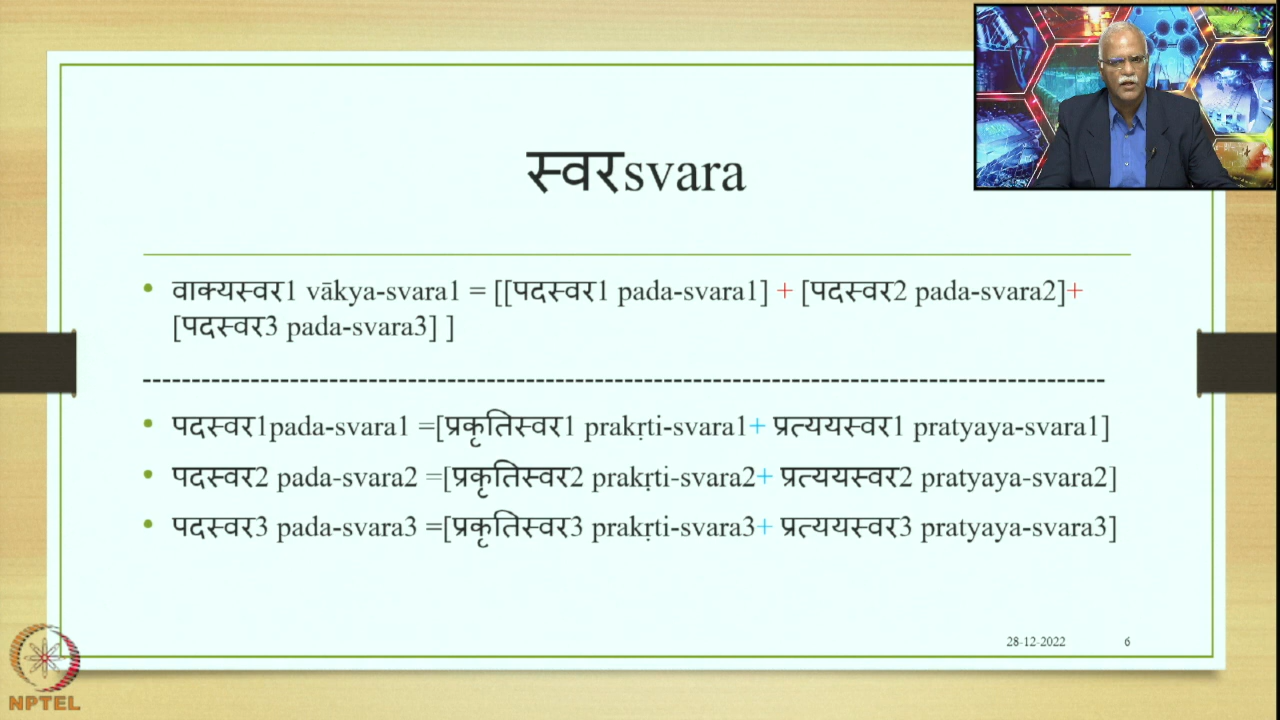 स्वरsvara
• वाक्यस्वर1 vākya-svara1 = [[पदस्वर1 pada-svara1] + [पदस्वर2 pada-svara2]+
[पदस्वर3 pada-svara3] ]
--------------------------------------------------------------------------------
• पदस्वर1pada-svara1 =[प्रकृतिस्वर1 prakṛti-svara1+ प्रत्ययस्वर1 pratyaya-svara1]
• पदस्वर2 pada-svara2 =[प्रकृतिस्वर2 prakṛti-svara2+ प्रत्ययस्वर2 pratyaya-svara2]
• पदस्वर3 pada-svara3 =[प्रकृतिस्वर3 prakṛti-svara3+ प्रत्ययस्वर3 pratyaya-svara3]
28-12-2022 6
NPTEL